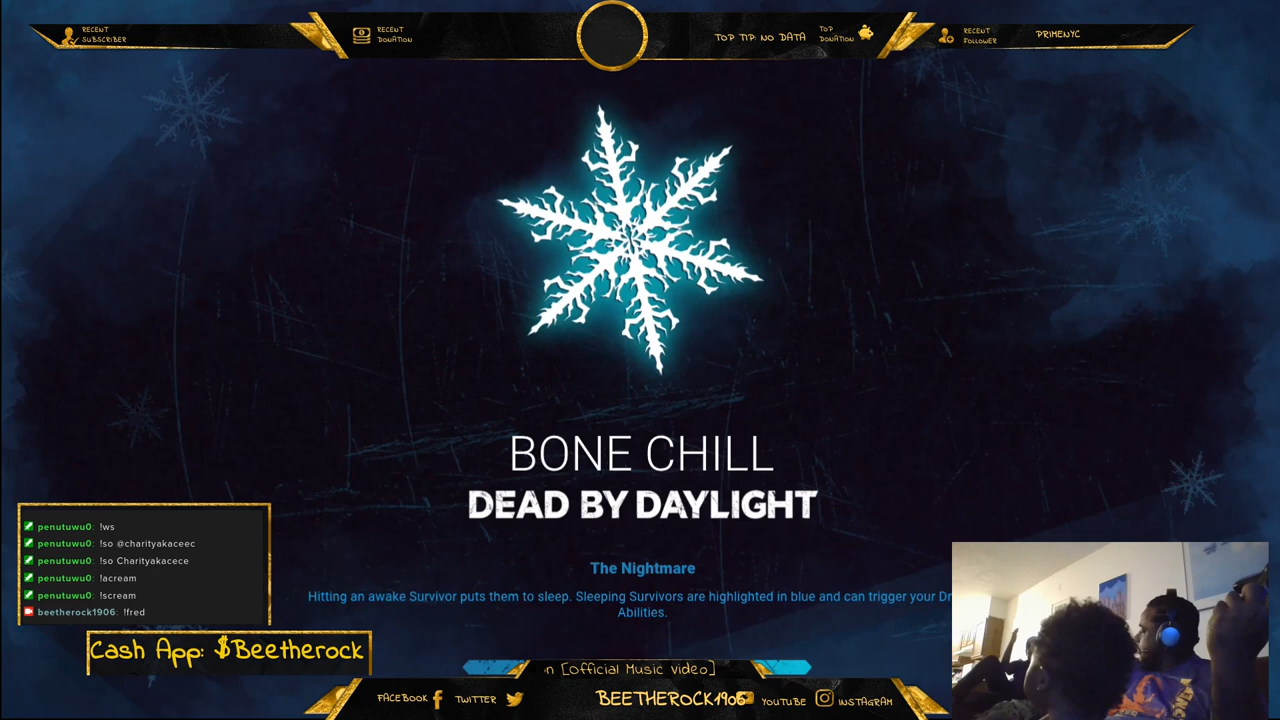 RECENT
SUBSCRIBER
RECENT
DONATION
TOP TIP: NO DATA
TOP
DONATION
RECENT
FOLLOWER
PRIMENYC
BONE CHILL
DEAD BY DAYLIGHT
The Nightmare
Hitting an awake Survivor puts them to sleep. Sleeping Survivors are highlighted in blue and can trigger your
Abilities.
penutuwu0: !ws
penutuwu0: !so @charityakaceec
penutuwu0: !so Charityakacece
penutuwu0: !acream
penutuwu0: !scream
beetherock1906: !fred
Cash App: $Beetherock
[Official Music video]
FACEBOOK
TWITTER
BEETHEROCK1906
YOUTUBE
INSTAGRAM